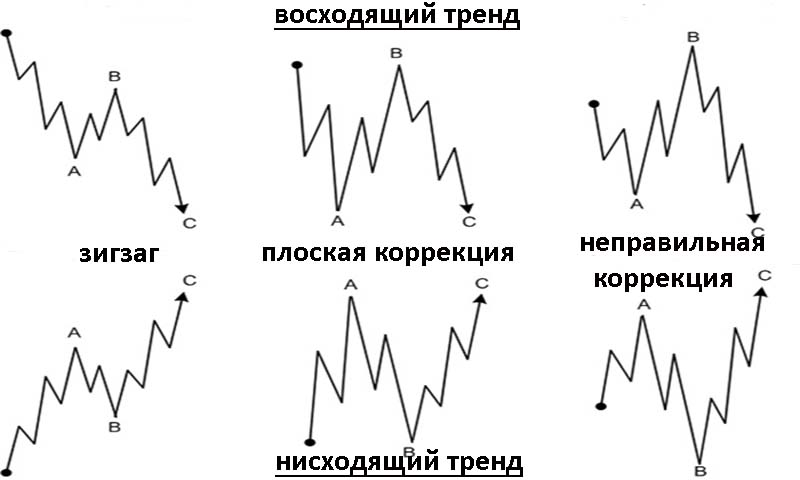 восходящий тренд
B
A
C
B
A
C
B
A
C
зигзаг
плоская коррекция
неправильная
коррекция
A
B
C
A
B
C
A
B
C
нисходящий тренд